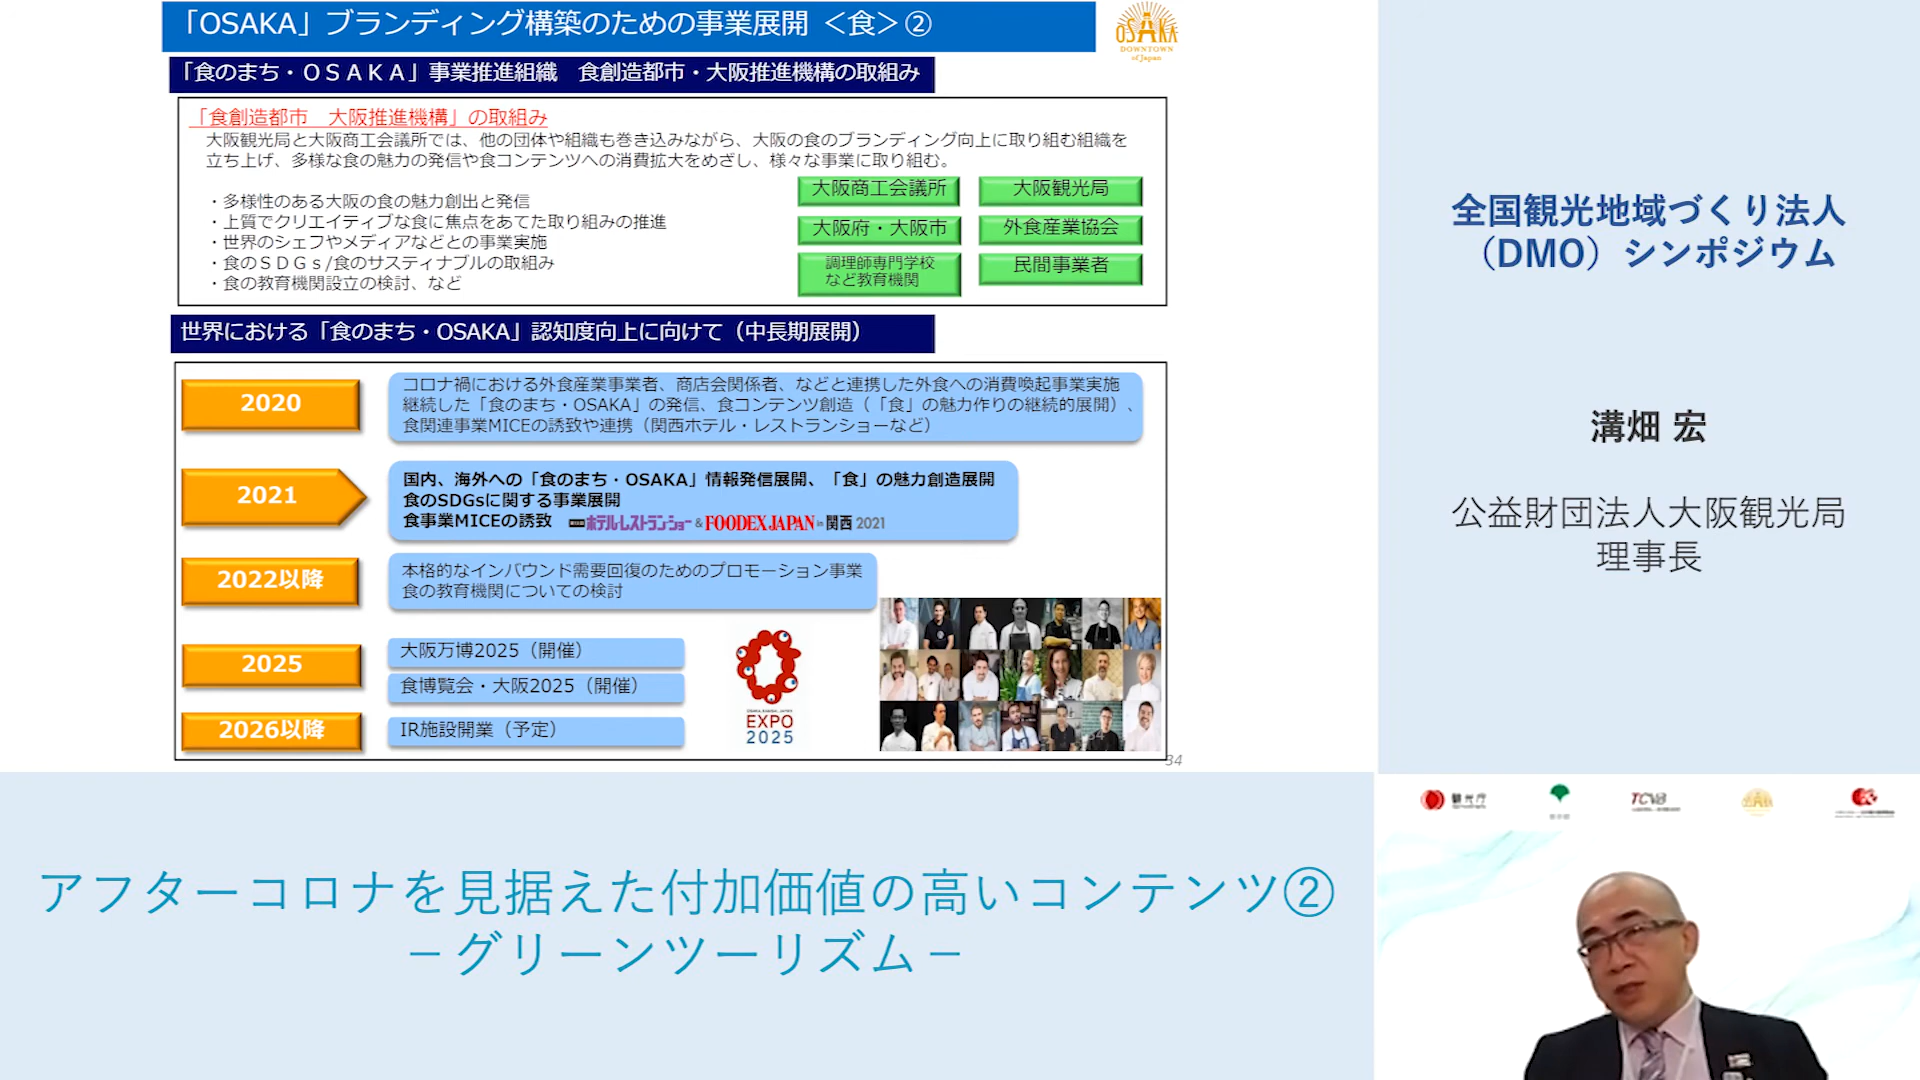 「OSAKA」ブランディング構築のための事業展開 ＜食＞②
OSAKA
DOWNTOWN
of Japan
「食のまち・ＯＳＡＫＡ」事業推進組織　食創造都市・大阪推進機構の取組み
「食創造都市　大阪推進機構」の取組み
大阪観光局と大阪商工会議所では、他の団体や組織も巻き込みながら、大阪の食のブランディング向上に取り組む組織を
立ち上げ、多様な食の魅力の発信や食コンテンツへの消費拡大をめざし、様々な事業に取り組む。
・多様性のある大阪の食の魅力創出と発信
・上質でクリエイティブな食に焦点をあてた取り組みの推進
・世界のシェフやメディアなどとの事業実施
・食のＳＤＧｓ/食のサスティナブルの取組み
・食の教育機関設立の検討、など
大阪商工会議所
大阪観光局
大阪府・大阪市
外食産業協会
調理師専門学校
など教育機関
民間事業者
世界における「食のまち・OSAKA」認知度向上に向けて（中長期展開）
2020
コロナ禍における外食産業事業者、商店会関係者、などと連携した外食への消費喚起事業実施
継続した「食のまち・OSAKA」の発信、食コンテンツ創造（「食」の魅力作りの継続的展開）、
食関連事業MICEの誘致や連携（関西ホテル・レストランショーなど）
2021
国内、海外への「食のまち・OSAKA」情報発信展開、「食」の魅力創造展開
食のSDGsに関する事業展開
食事業MICEの誘致 ホテル・レストラン・ショー & FOODEX JAPAN in 関西 2021
2022以降
本格的なインバウンド需要回復のためのプロモーション事業
食の教育機関についての検討
2025
大阪万博2025（開催）
食博覧会・大阪2025（開催）
2026以降
IR施設開業（予定）
OSAKA, KANSAI, JAPAN
EXPO
2025
34
34
全国観光地域づくり法人
（DMO）シンポジウム
溝畑 宏
公益財団法人大阪観光局
理事長
アフターコロナを見据えた付加価値の高いコンテンツ②
－グリーンツーリズム－
観光庁
TCVB